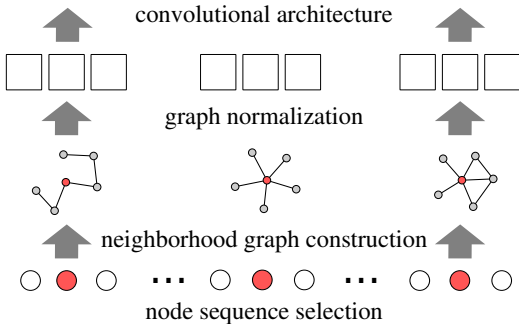 convolutional architecture
graph normalization
neighborhood graph construction
node sequence selection